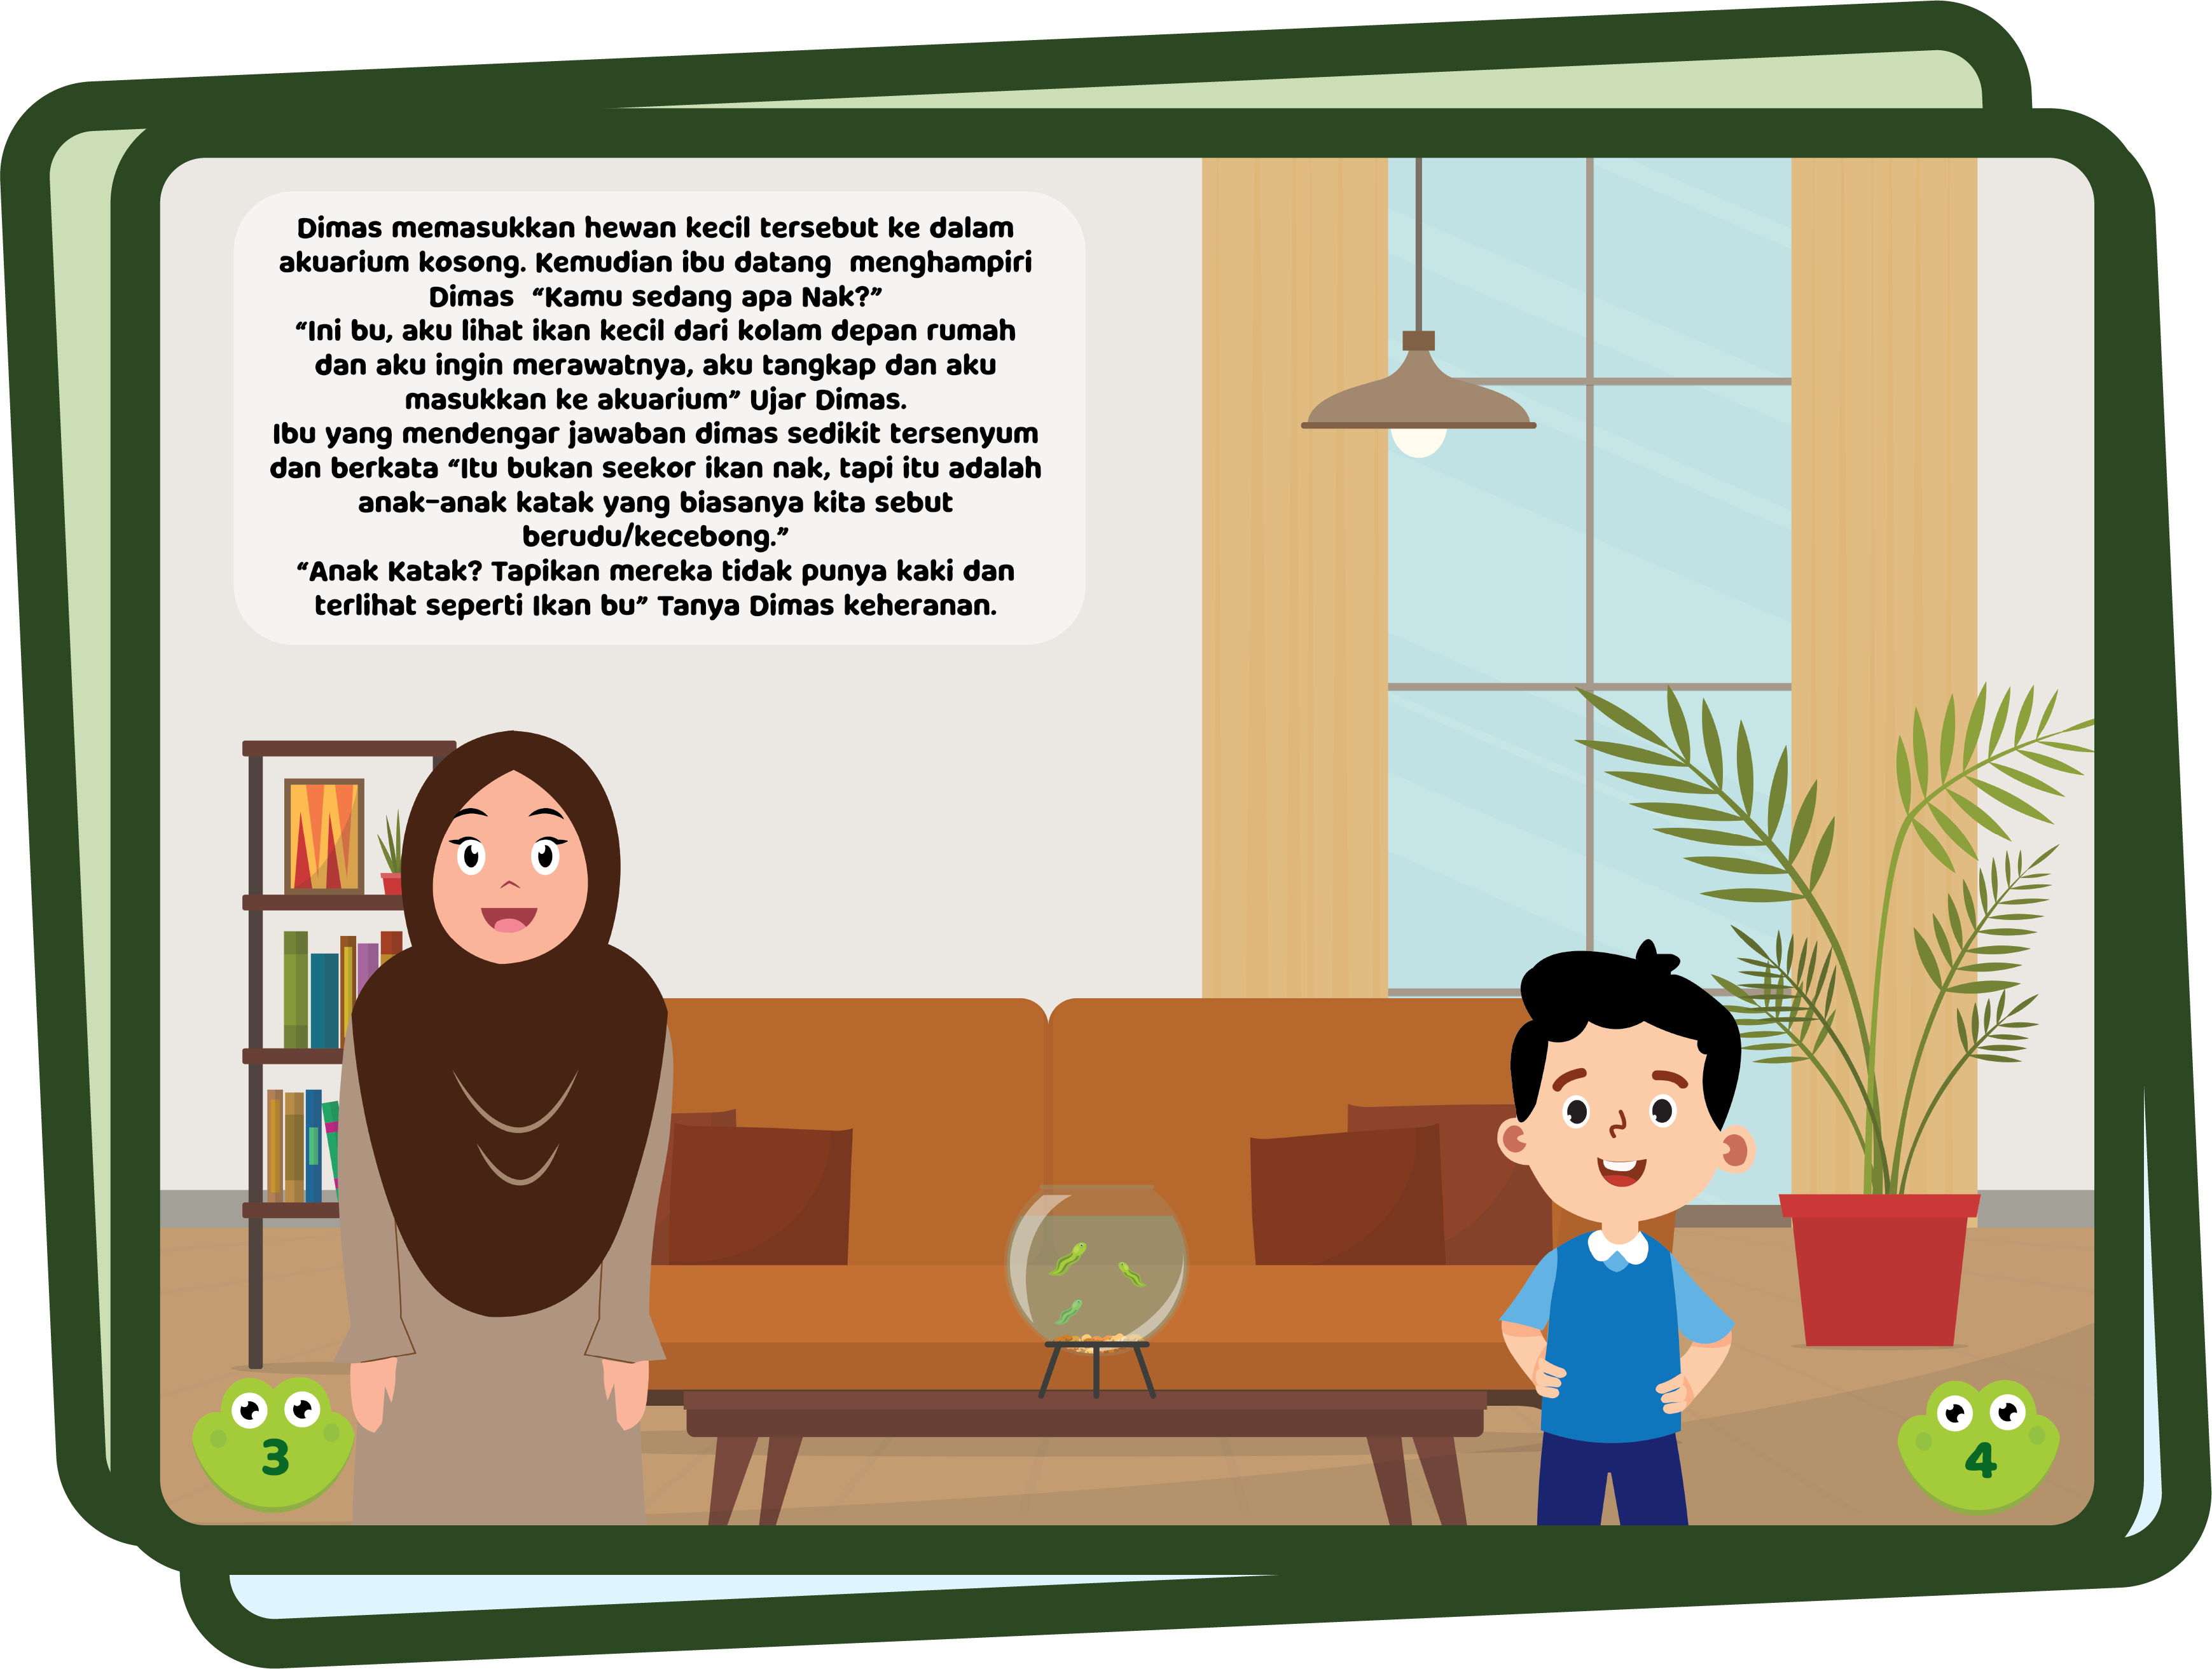 Dimas memasukkan hewan kecil tersebut ke dalam
akuarium kosong. Kemudian ibu datang  menghampiri
Dimas  “Kamu sedang apa Nak?”
“Ini bu, aku lihat ikan kecil dari kolam depan rumah
dan aku ingin merawatnya, aku tangkap dan aku
masukkan ke akuarium” Ujar Dimas.
Ibu yang mendengar jawaban dimas sedikit tersenyum
dan berkata “Itu bukan seekor ikan nak, tapi itu adalah
anak-anak katak yang biasanya kita sebut
berudu/kecebong.”
“Anak Katak? Tapikan mereka tidak punya kaki dan
terlihat seperti Ikan bu” Tanya Dimas keheranan.
3
4